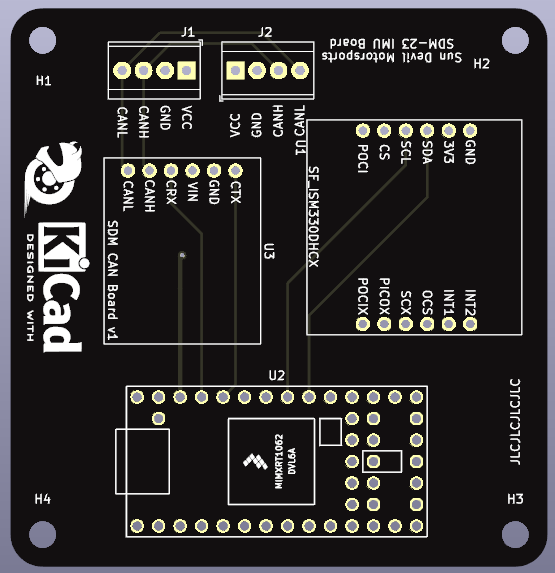 J1
J2
Sun Devil Motorsports
SDM-23 IMU Board
H1
H2
CANL
CANH
GND
VCC
VCC
GND
CANH
CANL
U1
POCI
CS
SCL
SDA
3V3
GND
SF_ISM330DHCX
CANL
CANH
CRX
VIN
GND
CTX
SDM CAN Board v1
U3
KiCad
DESIGNED WITH
POCIX
PICOX
SCX
OCS
INT1
INT2
U2
MIMXRT1062
DVL6A
JLCJLCJLCJLC
H4
H3